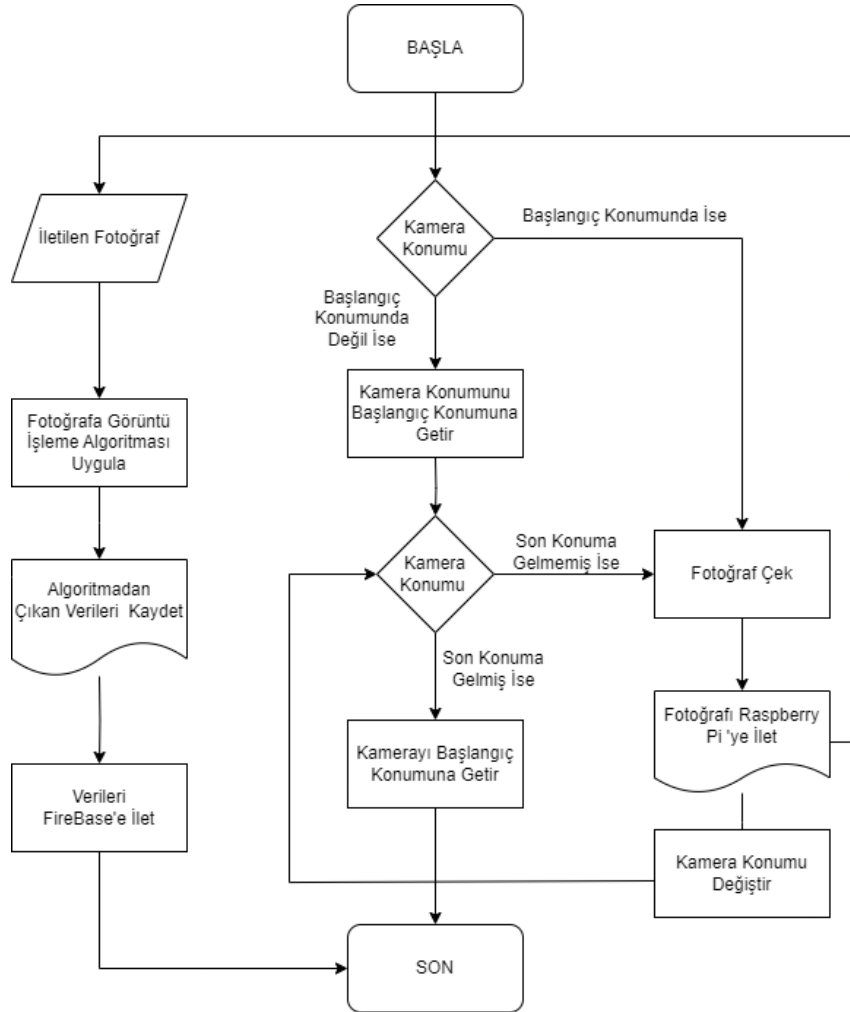 BAŞLA
Kamera
Konumu
Başlangıç Konumunda İse
İletilen Fotoğraf
Başlangıç
Konumunda
Değil İse
Kamera Konumunu
Başlangıç Konumuna
Getir
Fotoğrafa Görüntü
İşleme Algoritması
Uygula
Kamera
Konumu
Son Konuma
Gelmemiş İse
Fotoğraf Çek
Algoritmadan
Çıkan Verileri Kaydet
Son Konuma
Gelmiş İse
Fotoğrafı Raspberry
Pi 'ye İlet
Kamerayı Başlangıç
Konumuna Getir
Verileri
FireBase'e İlet
Kamera Konumu
Değiştir
SON